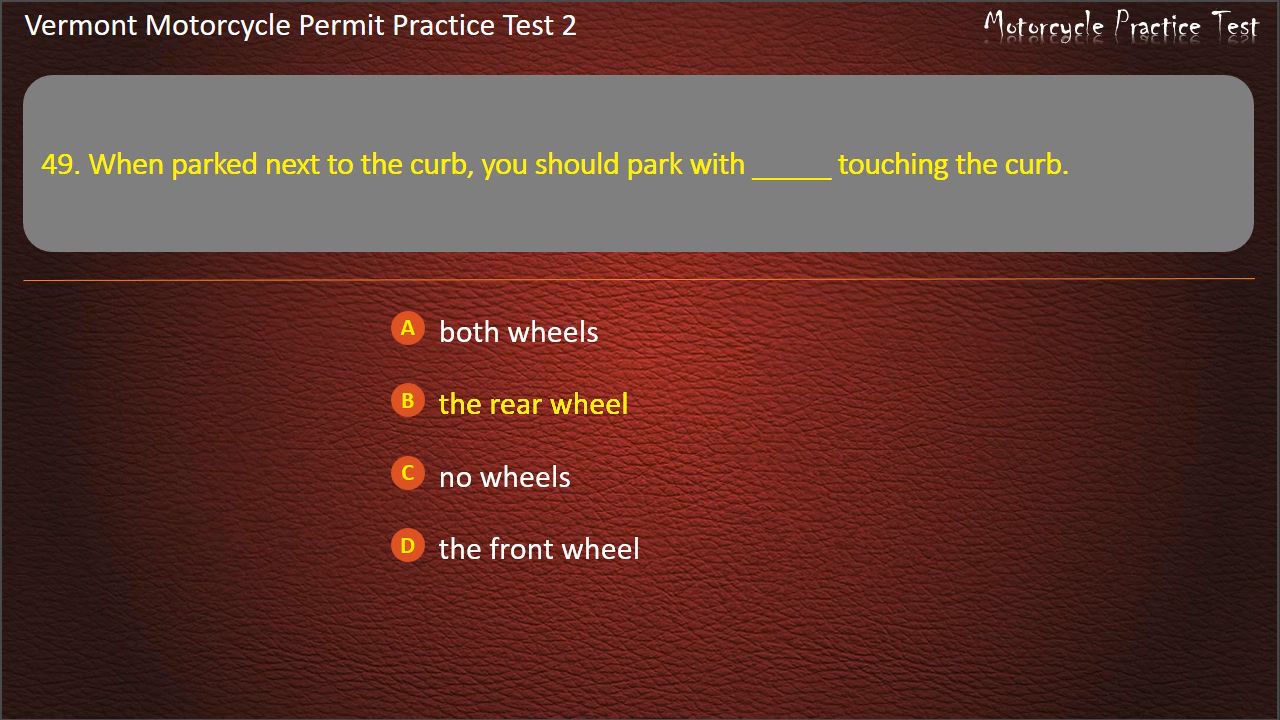 Vermont Motorcycle Permit Practice Test 2
Motorcycle Practice Test
49. When parked next to the curb, you should park with _____ touching the curb.
A both wheels
B the rear wheel
C no wheels
D the front wheel